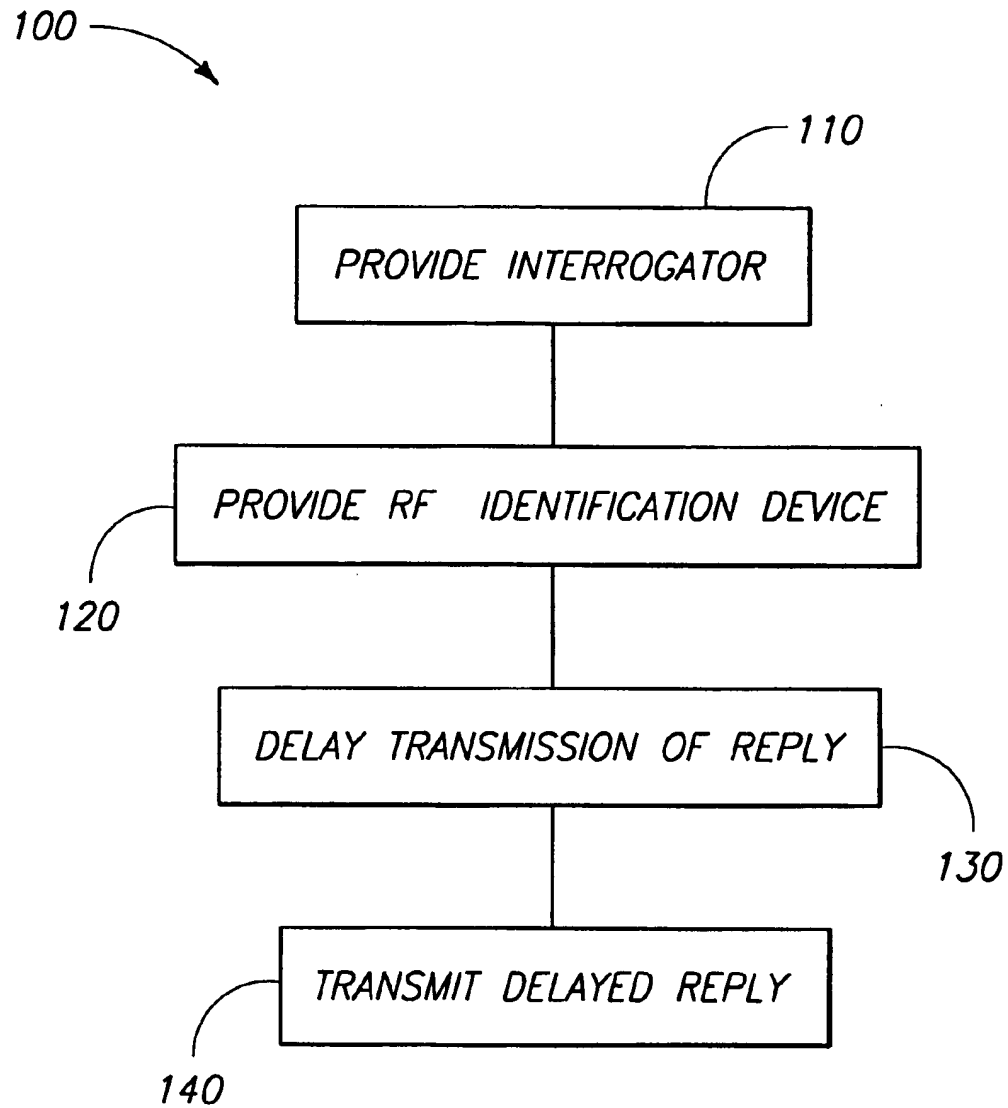 100
110
PROVIDE INTERROGATOR
PROVIDE RF IDENTIFICATION DEVICE
120
DELAY TRANSMISSION OF REPLY
130
TRANSMIT DELAYED REPLY
140